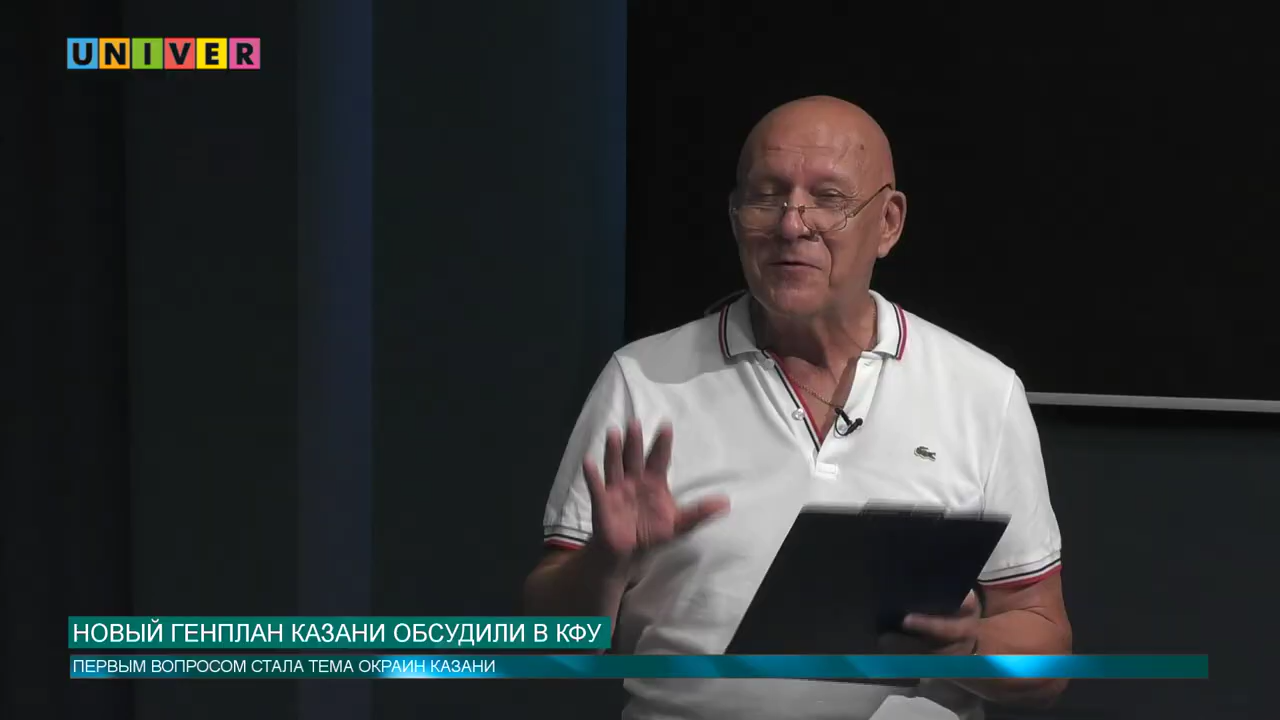 UNIVER
НОВЫЙ ГЕНПЛАН КАЗАНИ ОБСУДИЛИ В КФУ
ПЕРВЫМ ВОПРОСОМ СТАЛА ТЕМА ОКРАИН КАЗАНИ